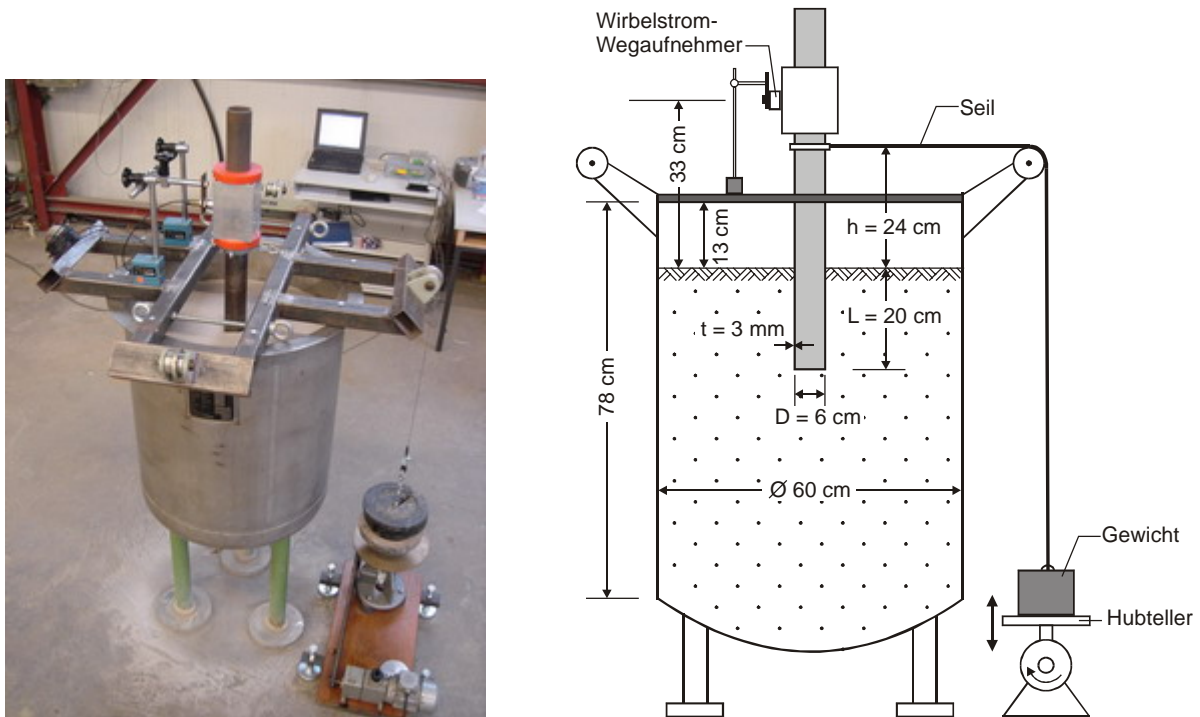 Wirbelstrom-
Wegaufnehmer
Seil
33 cm
13 cm
h = 24 cm
t = 3 mm
L = 20 cm
78 cm
D = 6 cm
Ø 60 cm
Gewicht
Hubteller